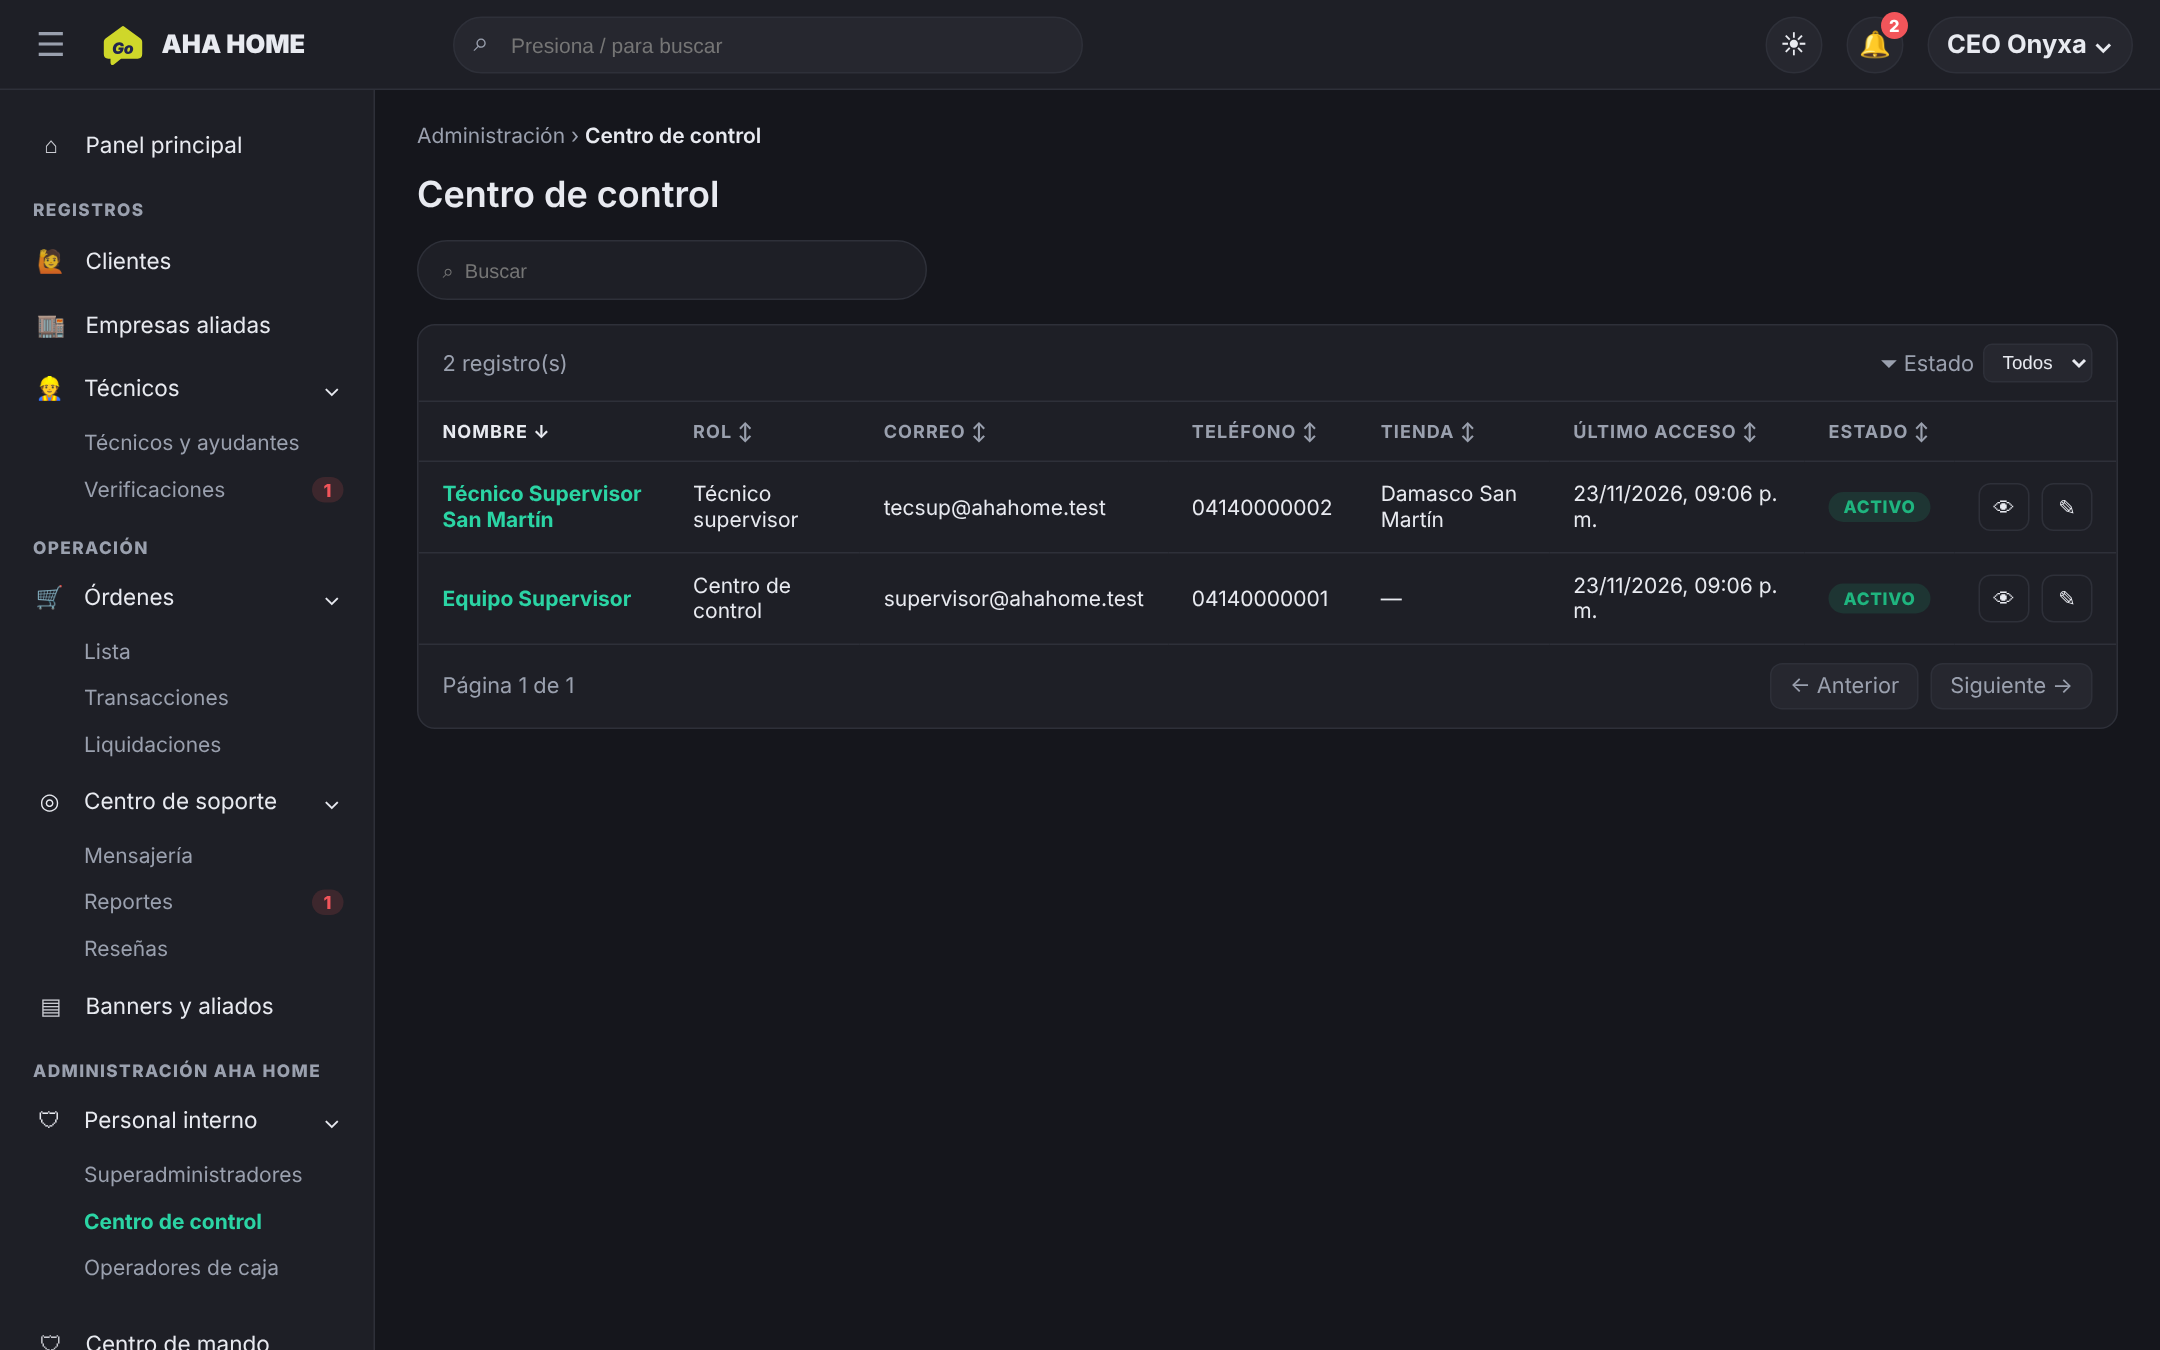 Go AHA HOME
Presiona / para buscar
2
CEO Onyxa
Panel principal
REGISTROS
Clientes
Empresas aliadas
Técnicos
Técnicos y ayudantes
Verificaciones 1
OPERACIÓN
Órdenes
Lista
Transacciones
Liquidaciones
Centro de soporte
Mensajería
Reportes 1
Reseñas
Banners y aliados
ADMINISTRACIÓN AHA HOME
Personal interno
Superadministradores
Centro de control
Operadores de caja
Centro de mando
Administración › Centro de control
Centro de control
Buscar
2 registro(s)
Estado Todos
NOMBRE ↓ ROL ↕ CORREO ↕ TELÉFONO ↕ TIENDA ↕ ÚLTIMO ACCESO ↕ ESTADO ↕
Técnico Supervisor San Martín Técnico supervisor tecsup@ahahome.test 04140000002 Damasco San Martín 23/11/2026, 09:06 p. m. ACTIVO
Equipo Supervisor Centro de control supervisor@ahahome.test 04140000001 — 23/11/2026, 09:06 p. m. ACTIVO
Página 1 de 1
← Anterior Siguiente →